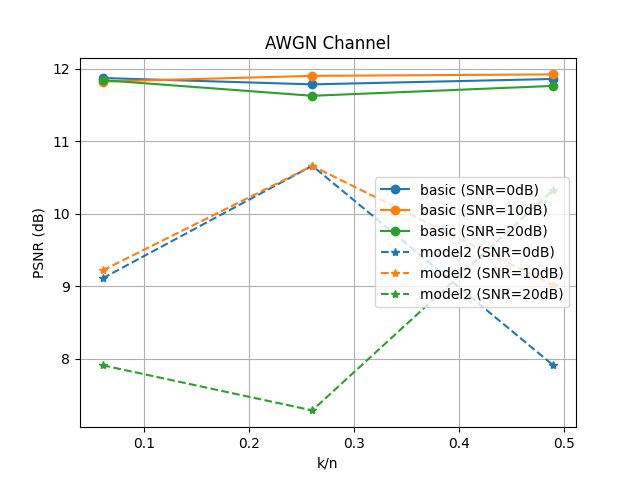 AWGN Channel
12
11
10
9
8
PSNR (dB)
basic (SNR=0dB)
basic (SNR=10dB)
basic (SNR=20dB)
model2 (SNR=0dB)
model2 (SNR=10dB)
model2 (SNR=20dB)
0.1 0.2 0.3 0.4 0.5
k/n